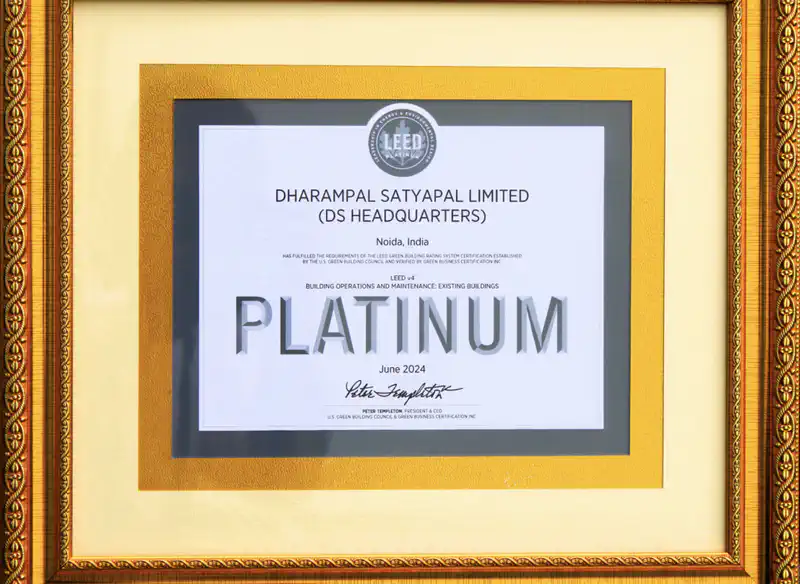 LEED
PLATINUM
DHARAMPAL SATYAPAL LIMITED
(DS HEADQUARTERS)
Noida, India
HAS FULFILLED THE REQUIREMENTS OF THE LEED GREEN BUILDING RATING SYSTEM CERTIFICATION ESTABLISHED
BY THE U.S. GREEN BUILDING COUNCIL AND VERIFIED BY GREEN BUSINESS CERTIFICATION INC.
LEED v4
BUILDING OPERATIONS AND MAINTENANCE: EXISTING BUILDINGS
PLATINUM
June 2024
Peter Templeton
PETER TEMPLETON, PRESIDENT & CEO
U.S. GREEN BUILDING COUNCIL & GREEN BUSINESS CERTIFICATION INC.